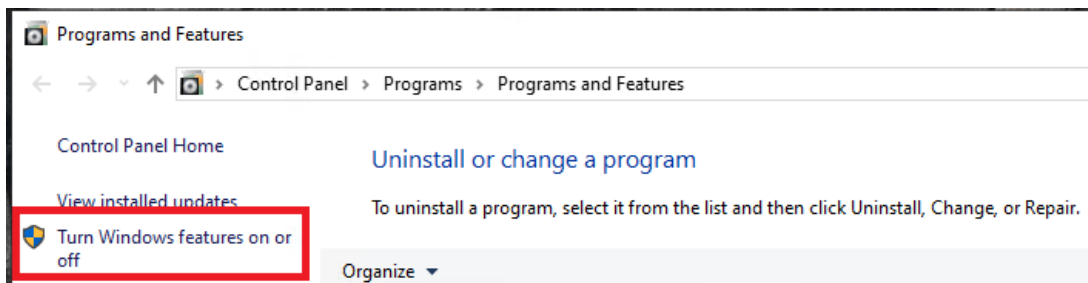 Programs and Features
Control Panel > Programs > Programs and Features
Control Panel Home
Uninstall or change a program
View installed updates
To uninstall a program, select it from the list and then click Uninstall, Change, or Repair.
Turn Windows features on or
off
Organize